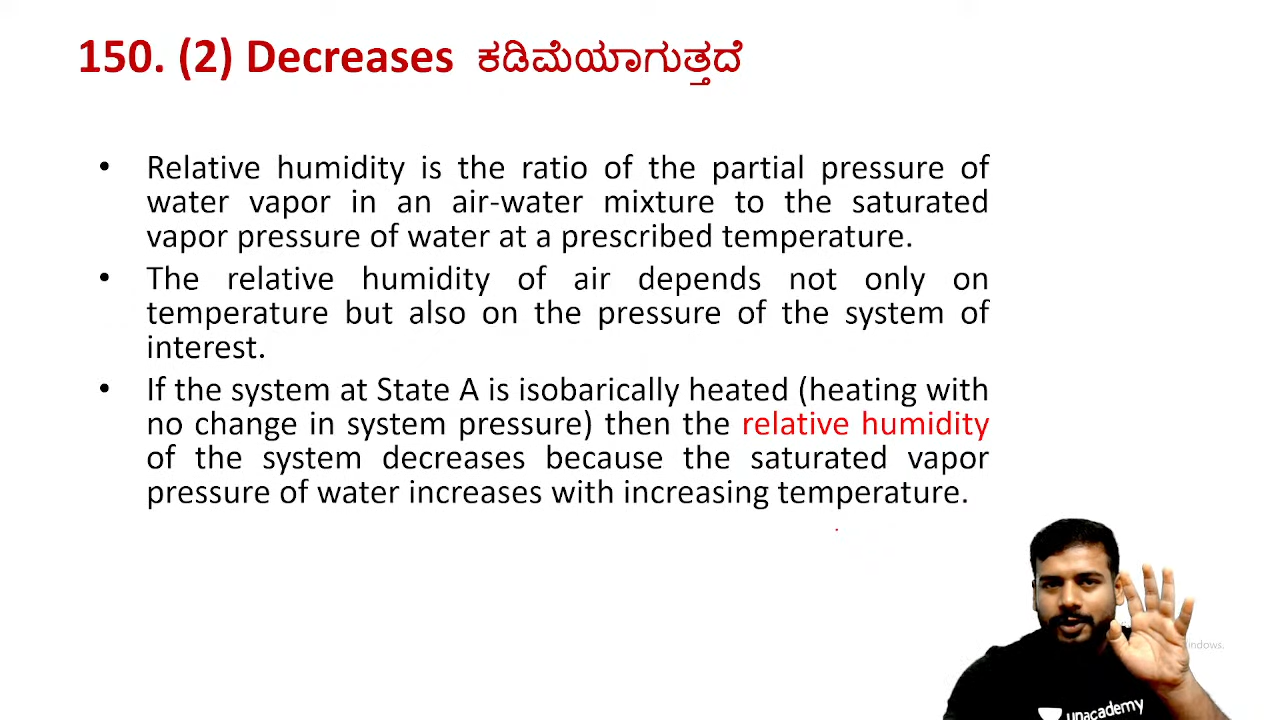 150. (2) Decreases ಕಡಿಮೆಯಾಗುತ್ತದೆ
• Relative humidity is the ratio of the partial pressure of
water vapor in an air-water mixture to the saturated
vapor pressure of water at a prescribed temperature.
• The relative humidity of air depends not only on
temperature but also on the pressure of the system of
interest.
• If the system at State A is isobarically heated (heating with
no change in system pressure) then the relative humidity
of the system decreases because the saturated vapor
pressure of water increases with increasing temperature.
unacademy